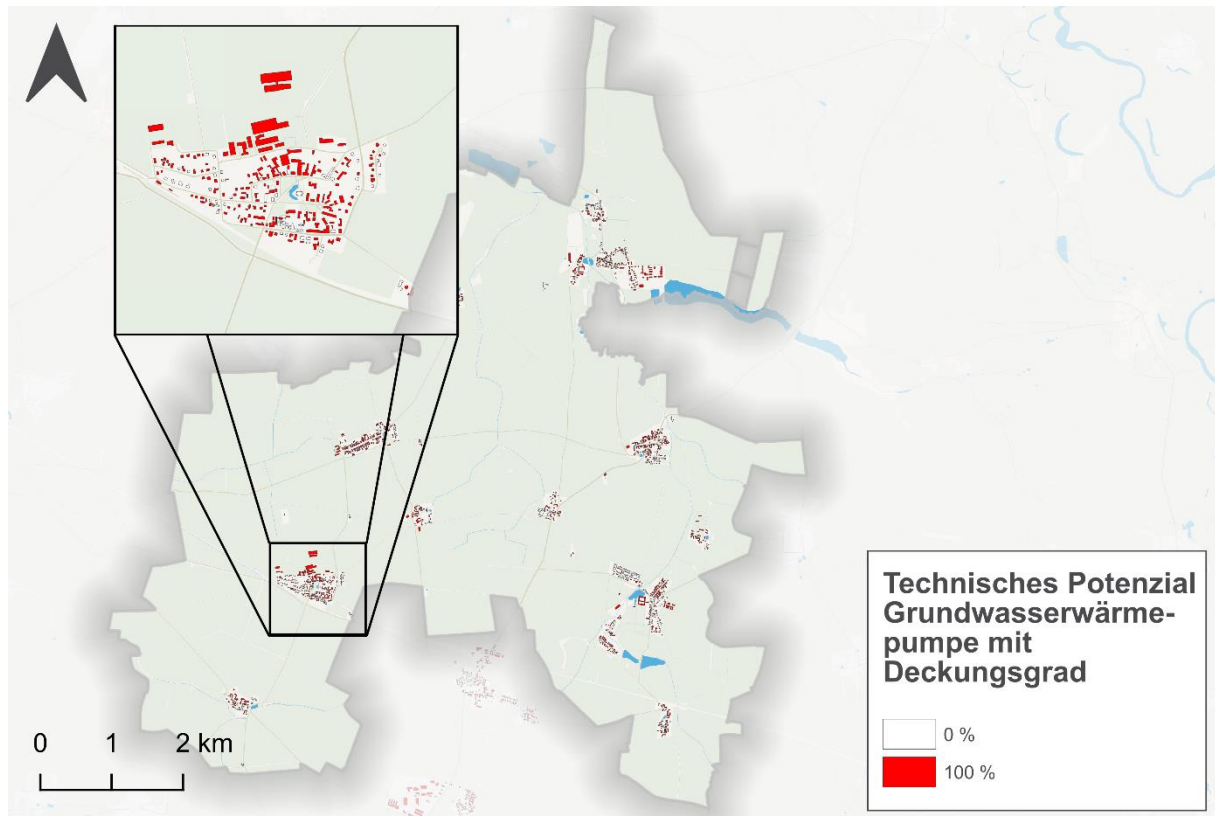 Technisches Potenzial
Grundwasserwärme-
pumpe mit
Deckungsgrad
0 %
100 %
0 1 2 km